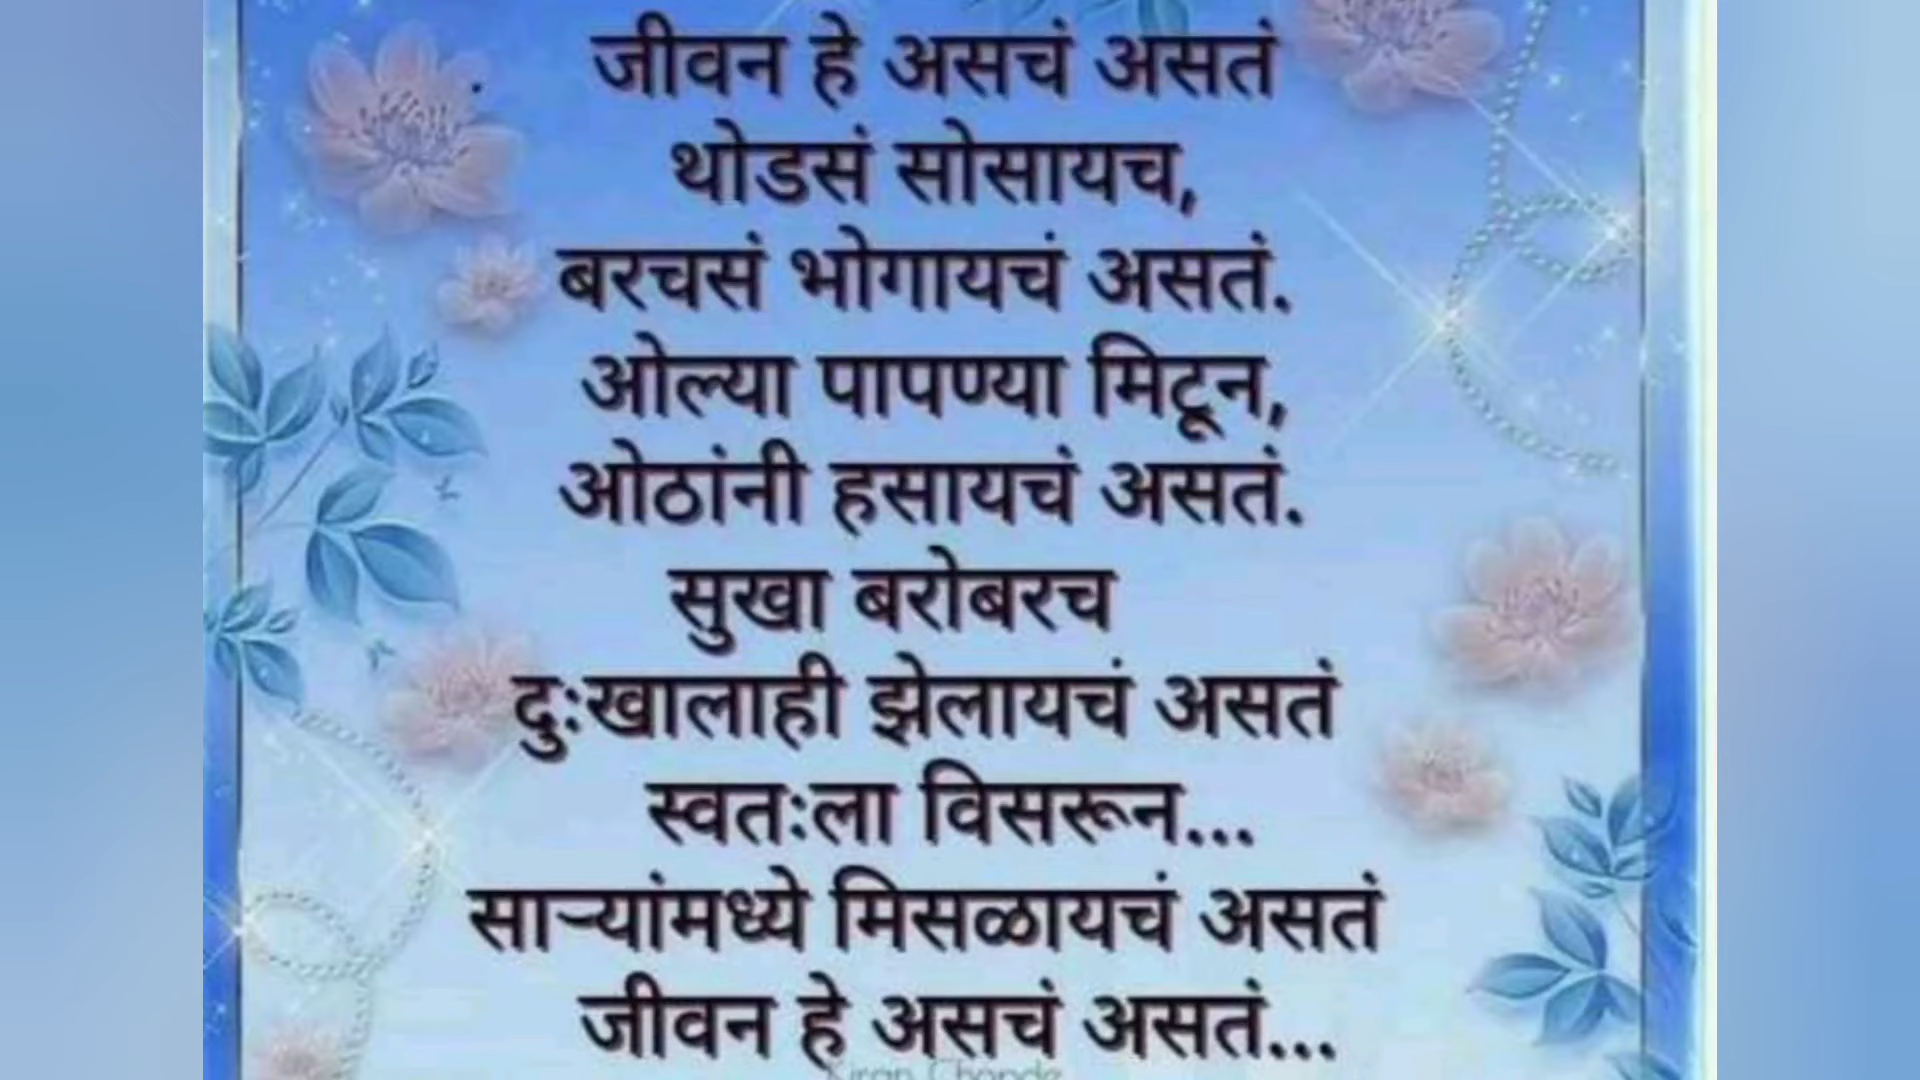 जीवन हे असचं असतं
थोडसं सोसायच,
बरचसं भोगायचं असतं.
ओल्या पापण्या मिटून,
ओठांनी हसायचं असतं.
सुखा बरोबरच
दुःखालाही झेलायचं असतं
स्वतःला विसरून...
साऱ्यांमध्ये मिसळायचं असतं
जीवन हे असचं असतं...